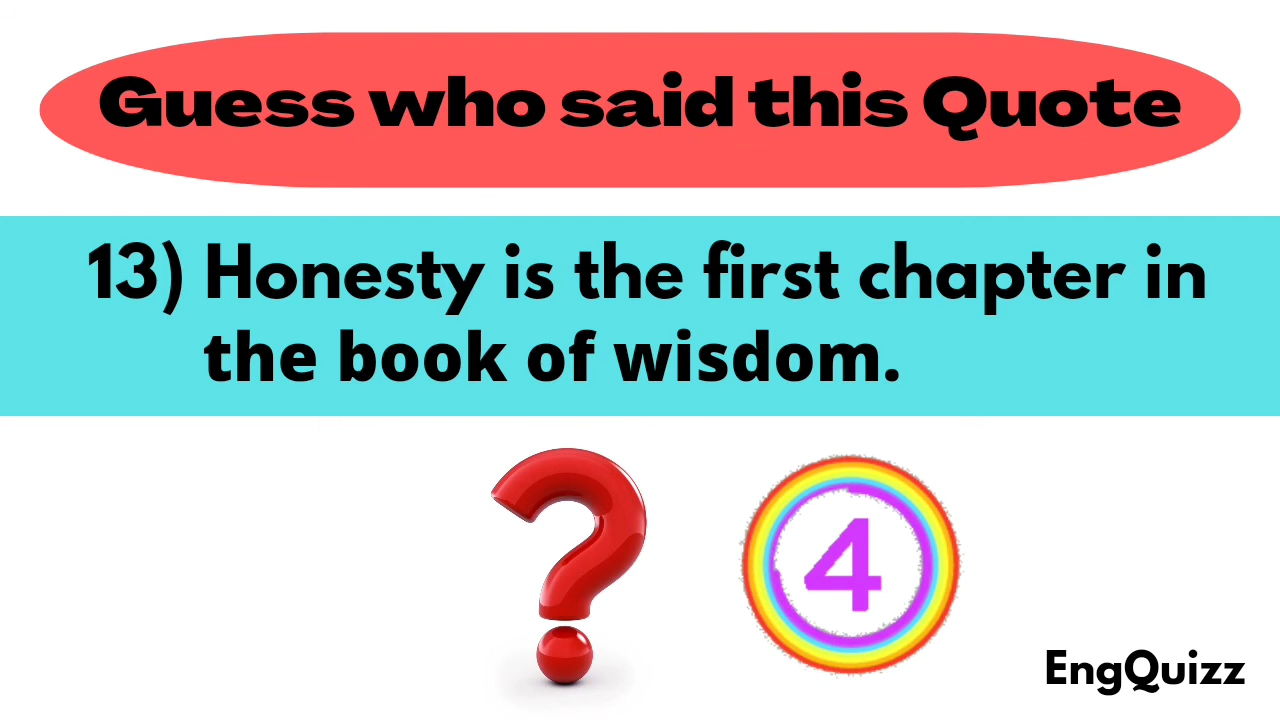 Guess who said this Quote
13) Honesty is the first chapter in
the book of wisdom.
4
EngQuizz